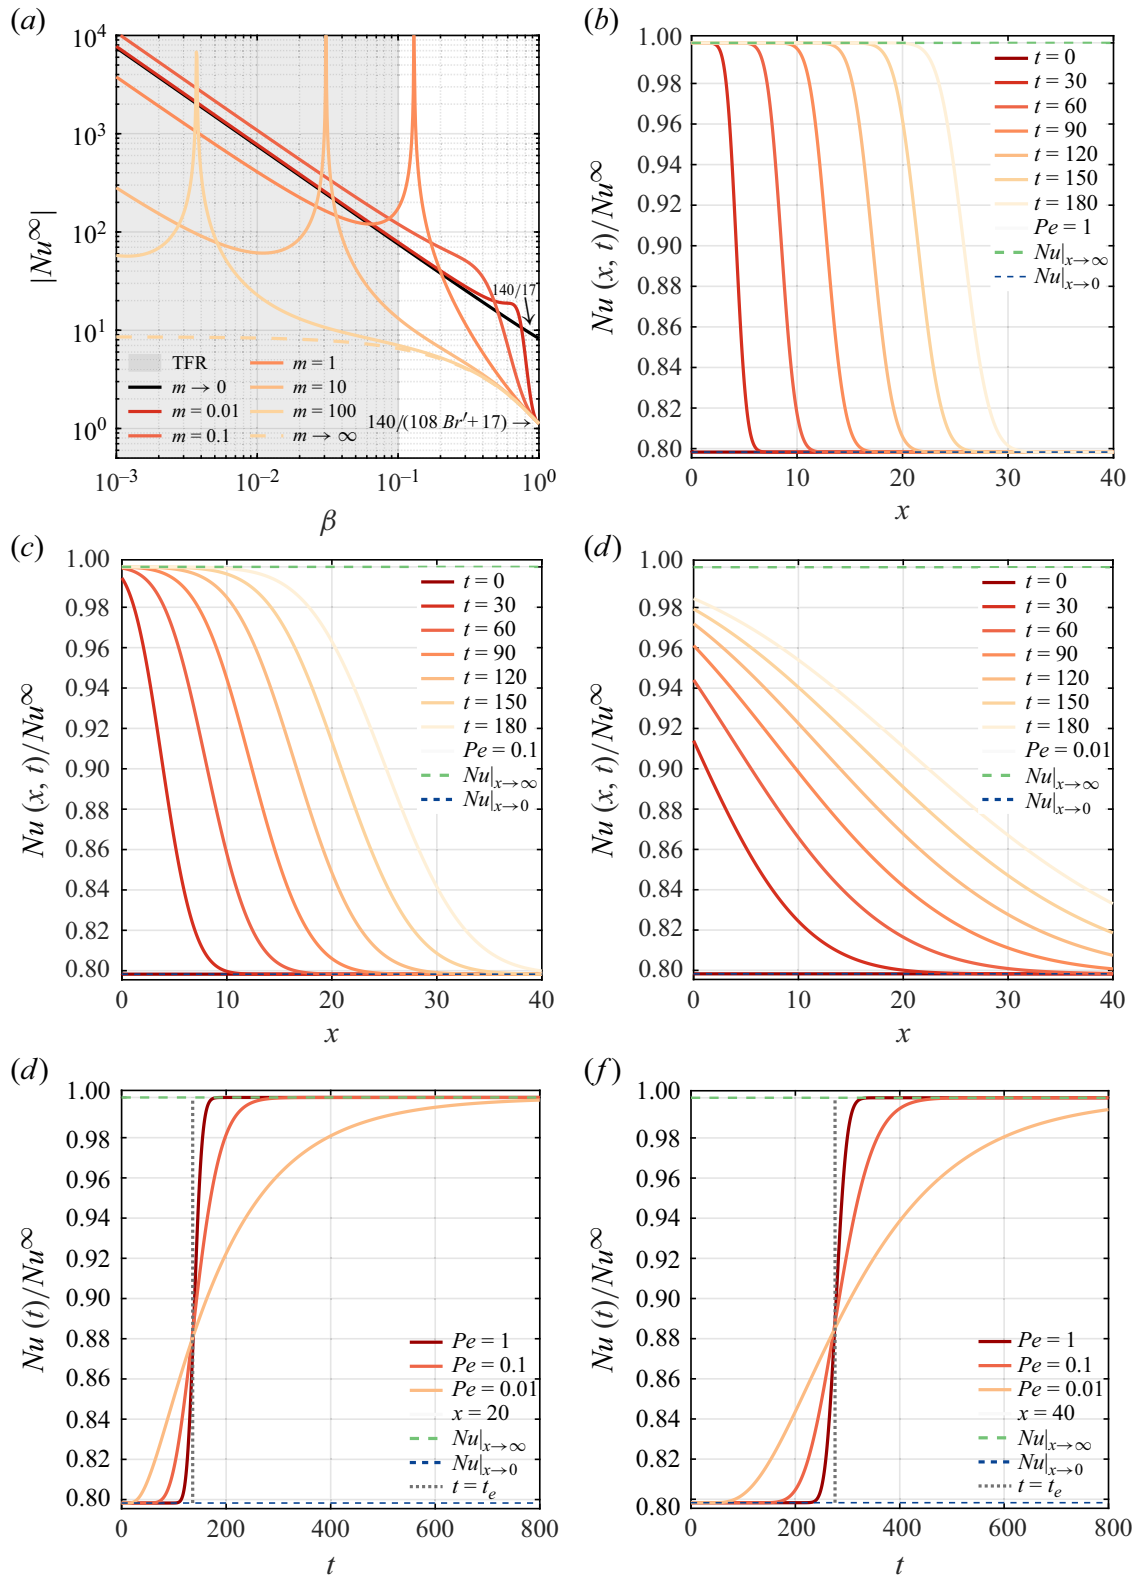 (a)
10⁴
10³
10²
10¹
10⁰
|Nu^∞|
140/17
TFR
m → 0
m = 0.01
m = 0.1
m = 1
m = 10
m = 100
m → ∞
140/(108 Br′+17)
10⁻³ 10⁻² 10⁻¹ 10⁰
β
(b)
1.00
0.98
0.96
0.94
0.92
0.90
0.88
0.86
0.84
0.82
0.80
Nu (x, t)/Nu^∞
t = 0
t = 30
t = 60
t = 90
t = 120
t = 150
t = 180
Pe = 1
Nu|x→∞
Nu|x→0
0 10 20 30 40
x
(c)
1.00
0.98
0.96
0.94
0.92
0.90
0.88
0.86
0.84
0.82
0.80
Nu (x, t)/Nu^∞
t = 0
t = 30
t = 60
t = 90
t = 120
t = 150
t = 180
Pe = 0.1
Nu|x→∞
Nu|x→0
0 10 20 30 40
x
(d)
1.00
0.98
0.96
0.94
0.92
0.90
0.88
0.86
0.84
0.82
0.80
Nu (x, t)/Nu^∞
t = 0
t = 30
t = 60
t = 90
t = 120
t = 150
t = 180
Pe = 0.01
Nu|x→∞
Nu|x→0
0 10 20 30 40
x
(d)
1.00
0.98
0.96
0.94
0.92
0.90
0.88
0.86
0.84
0.82
0.80
Nu (t)/Nu^∞
Pe = 1
Pe = 0.1
Pe = 0.01
x = 20
Nu|x→∞
Nu|x→0
t = te
0 200 400 600 800
t
(f)
1.00
0.98
0.96
0.94
0.92
0.90
0.88
0.86
0.84
0.82
0.80
Nu (t)/Nu^∞
Pe = 1
Pe = 0.1
Pe = 0.01
x = 40
Nu|x→∞
Nu|x→0
t = te
0 200 400 600 800
t